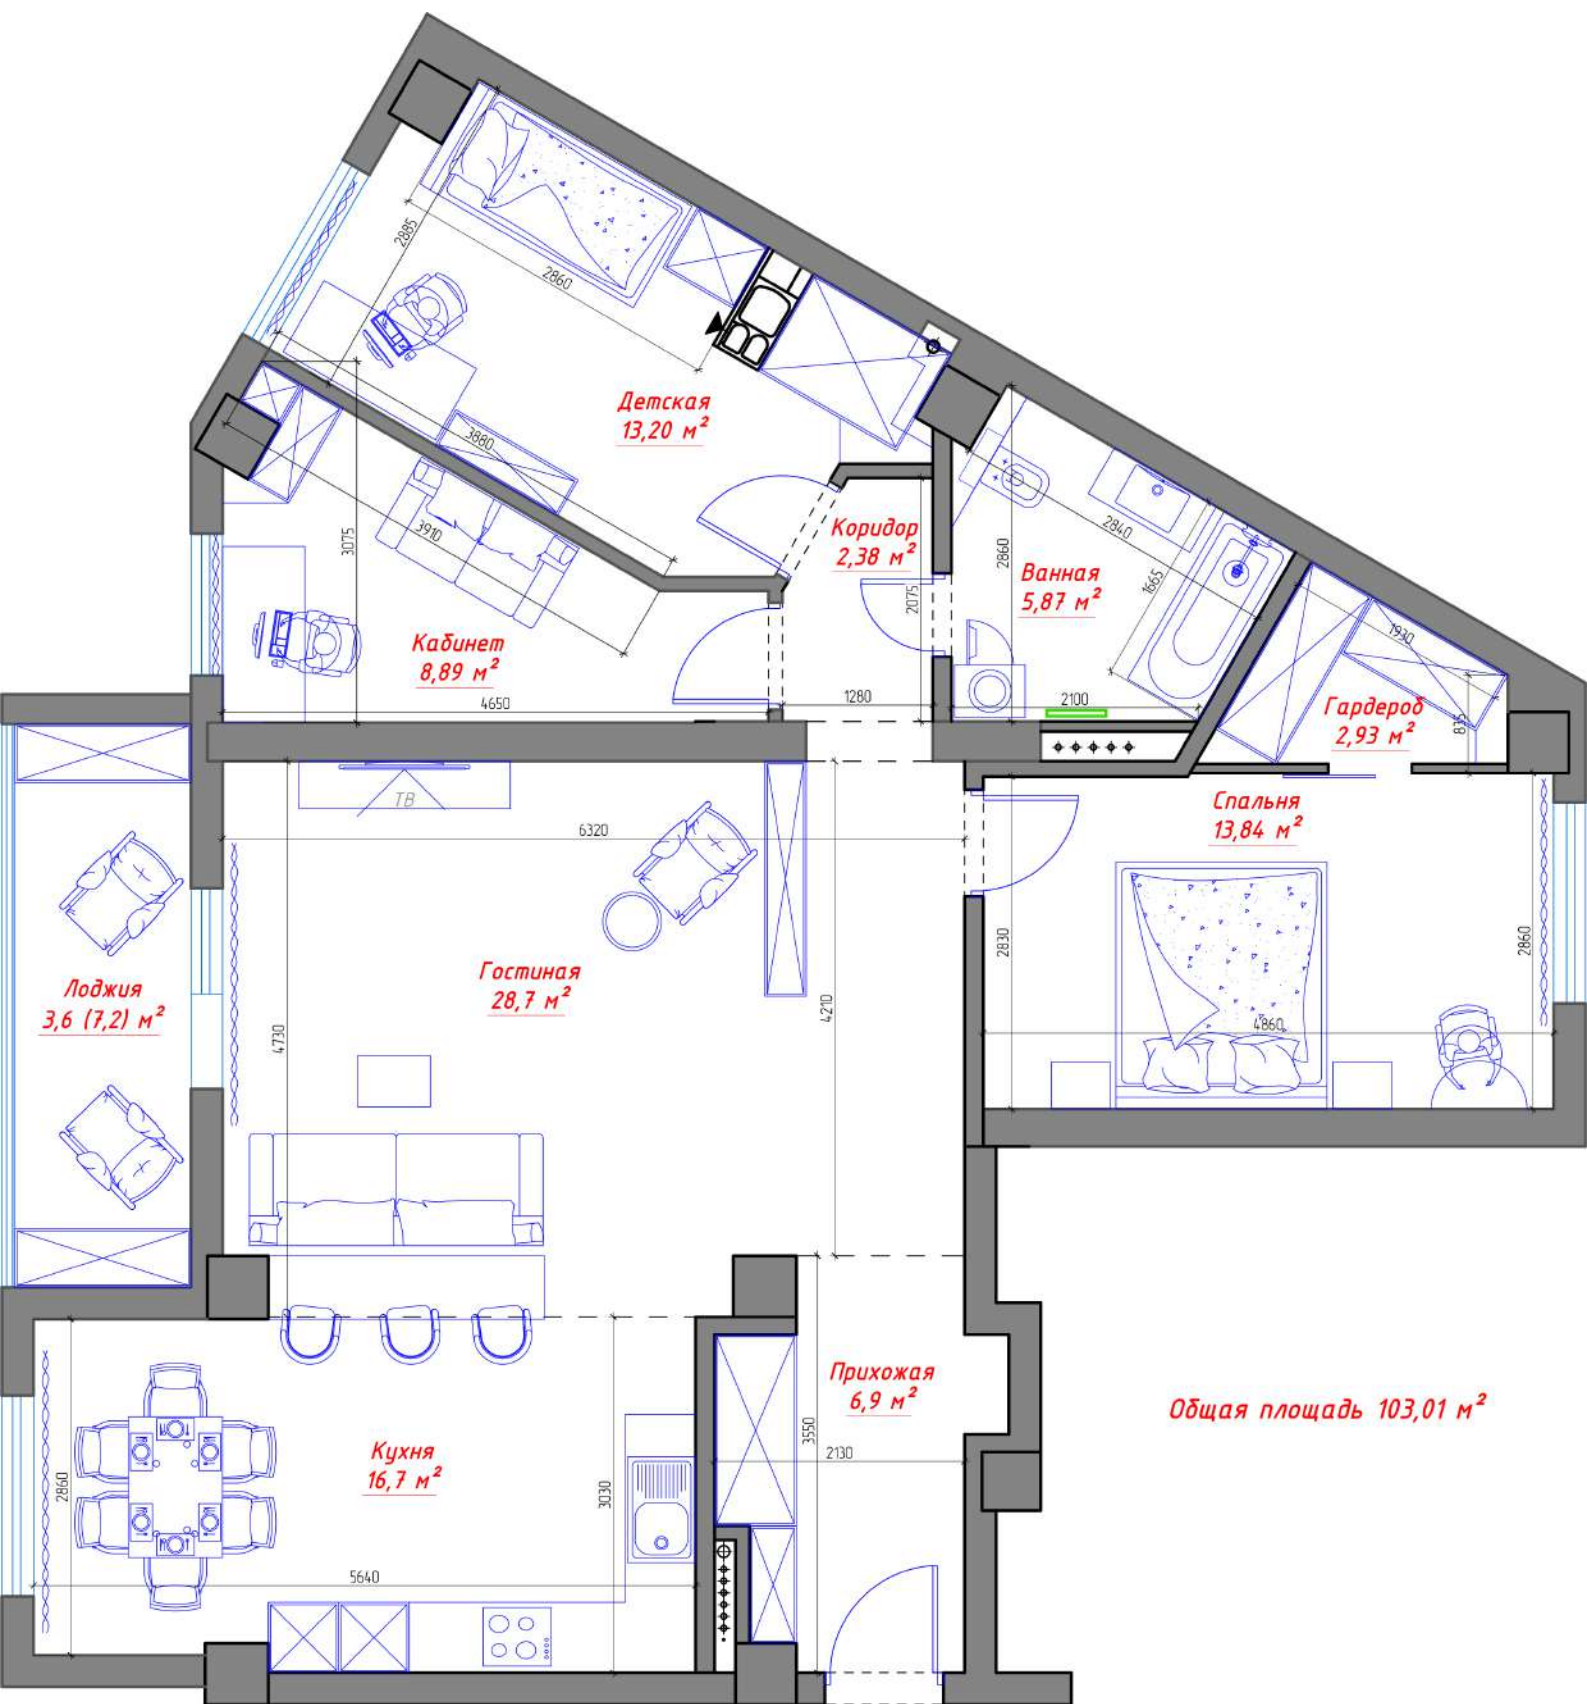 2885
2860
Детская
13,20 м²
3880
3910
3075
Коридор
2,38 м²
2075
2860
2840
1665
Ванная
5,87 м²
Кабинет
8,89 м²
4650
1280
2100
1930
Гардероб
2,93 м²
835
ТВ
6320
Спальня
13,84 м²
2830
2860
4860
Лоджия
3,6 (7,2) м²
Гостиная
28,7 м²
4730
4210
Прихожая
6,9 м²
3550
2130
Общая площадь 103,01 м²
Кухня
16,7 м²
2860
3030
5640